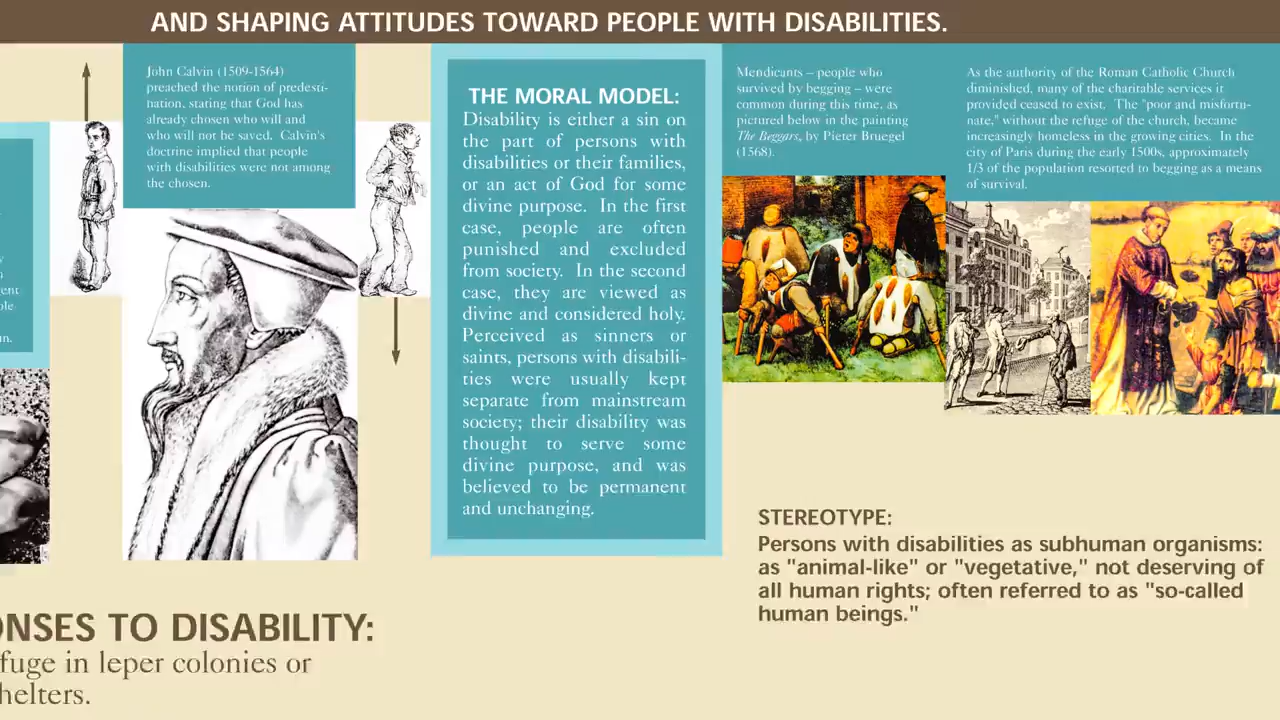 AND SHAPING ATTITUDES TOWARD PEOPLE WITH DISABILITIES.
John Calvin (1509-1564)
preached the notion of predesti-
nation, stating that God has
already chosen who will and
who will not be saved. Calvin's
doctrine implied that people
with disabilities were not among
the chosen.
THE MORAL MODEL:
Disability is either a sin on
the part of persons with
disabilities or their families,
or an act of God for some
divine purpose. In the first
case, people are often
punished and excluded
from society. In the second
case, they are viewed as
divine and considered holy.
Perceived as sinners or
saints, persons with disabili-
ties were usually kept
separate from mainstream
society; their disability was
thought to serve some
divine purpose, and was
believed to be permanent
and unchanging.
Mendicants – people who
survived by begging – were
common during this time, as
pictured below in the painting
The Beggars, by Pieter Bruegel
(1568).
As the authority of the Roman Catholic Church
diminished, many of the charitable services it
provided ceased to exist. The "poor and misfortu-
nate," without the refuge of the church, became
increasingly homeless in the growing cities. In the
city of Paris during the early 1500s, approximately
1/3 of the population resorted to begging as a means
of survival.
STEREOTYPE:
Persons with disabilities as subhuman organisms:
as "animal-like" or "vegetative," not deserving of
all human rights; often referred to as "so-called
human beings."
ONSES TO DISABILITY:
fuge in leper colonies or
helters.